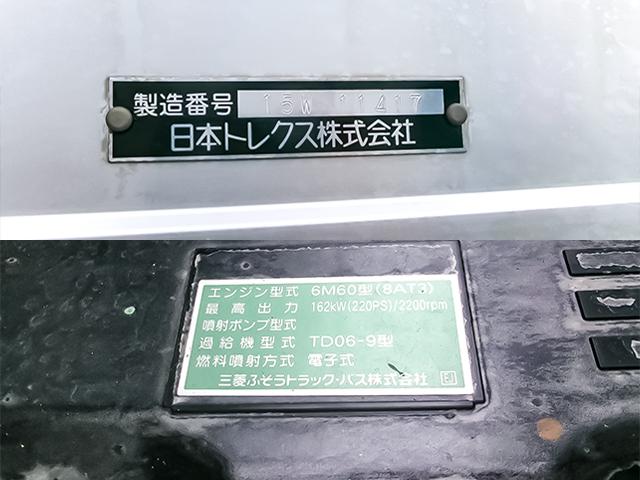 製造番号 15W 11417
日本トレクス株式会社
エンジン型式 6M60型(8AT3)
最高出力 162kW(220PS)/2200rpm
噴射ポンプ型式
過給機型式 TD06-9型
燃料噴射方式 電子式
三菱ふそうトラック・バス株式会社